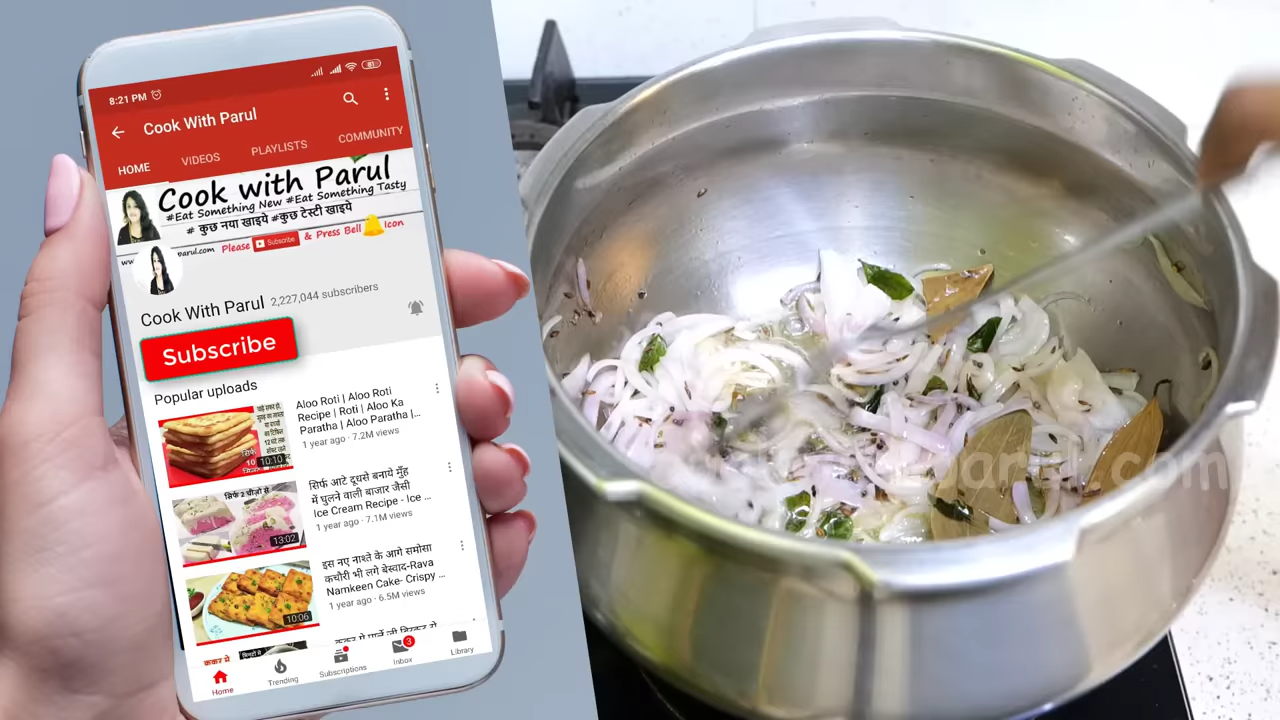 8:21 PM
Cook With Parul
HOME VIDEOS PLAYLISTS COMMUNITY
Cook with Parul
#Eat Something New #Eat Something Tasty
# कुछ नया खाइये #कुछ टेस्टी खाइये
parul.com Please Subscribe & Press Bell Icon
Cook With Parul 2,227,044 subscribers
Subscribe
Popular uploads
Aloo Roti | Aloo Roti
Recipe | Roti | Aloo Ka
Paratha | Aloo Paratha |...
1 year ago · 7.2M views
10:10
सिर्फ 2 चीज़ो से
सिर्फ आटे दूधसे बनाये मुँह
में घुलने वाली बाजार जैसी
Ice Cream Recipe - Ice ...
1 year ago · 7.1M views
13:02
इस नए नाश्ते के आगे समोसा
कचौरी भी लगे बेस्वाद-Rava
Namkeen Cake- Crispy ...
1 year ago · 6.5M views
10:06
कुकर मे
Home Trending Subscriptions Inbox 3 Library